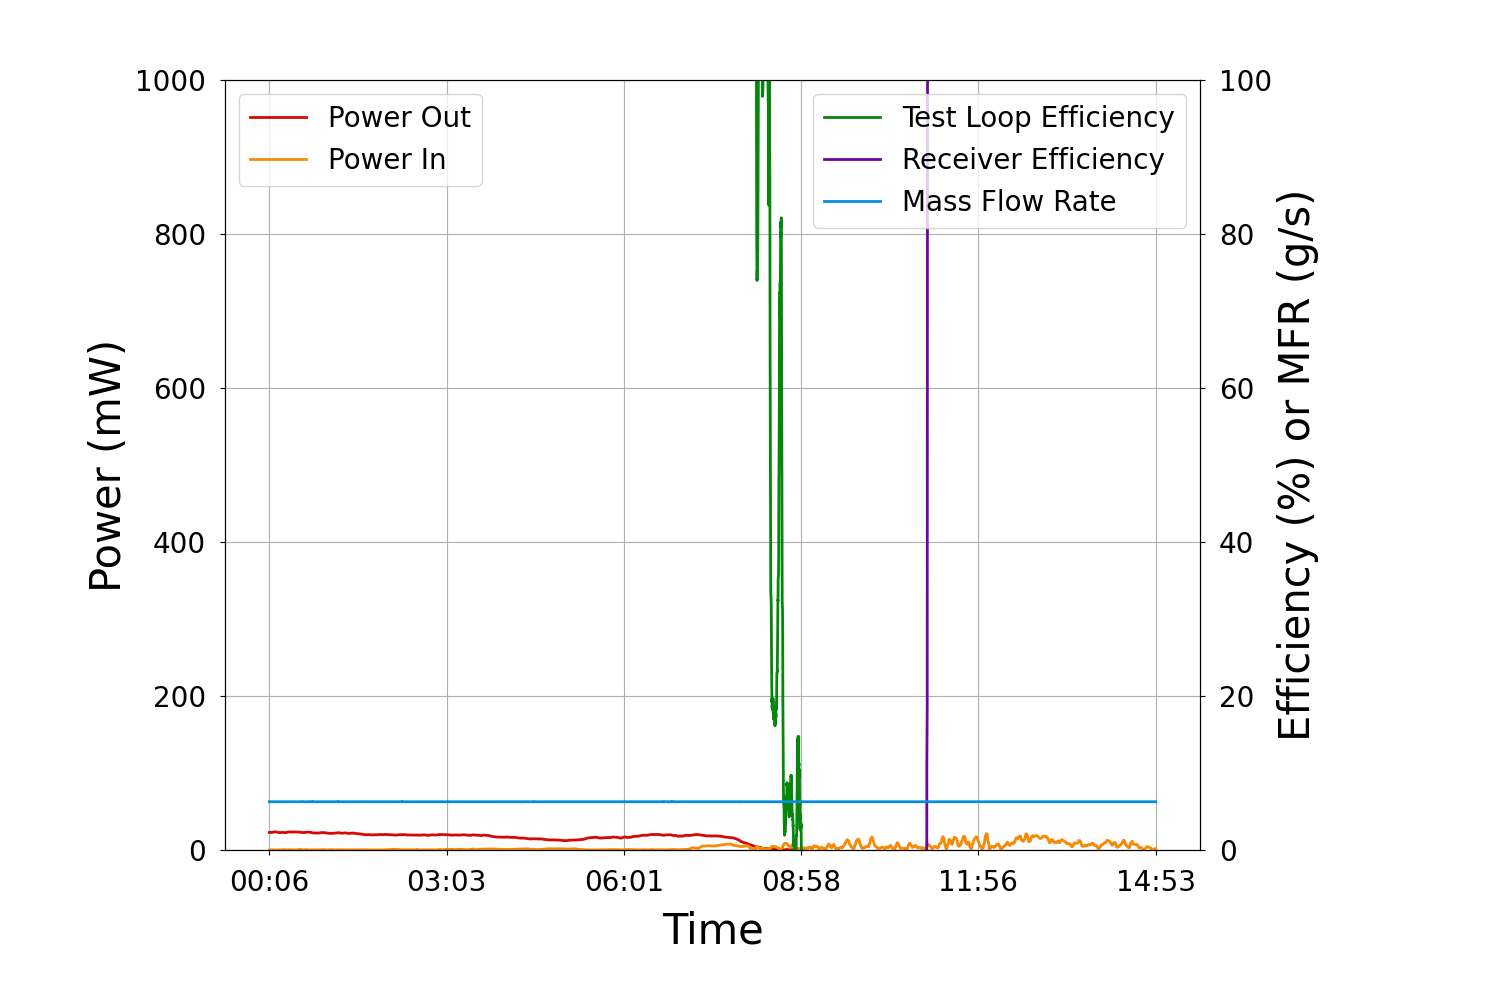 1000
800
600
400
200
0
Power (mW)
Power Out
Power In
Test Loop Efficiency
Receiver Efficiency
Mass Flow Rate
100
80
60
40
20
0
Efficiency (%) or MFR (g/s)
00:06 03:03 06:01 08:58 11:56 14:53
Time